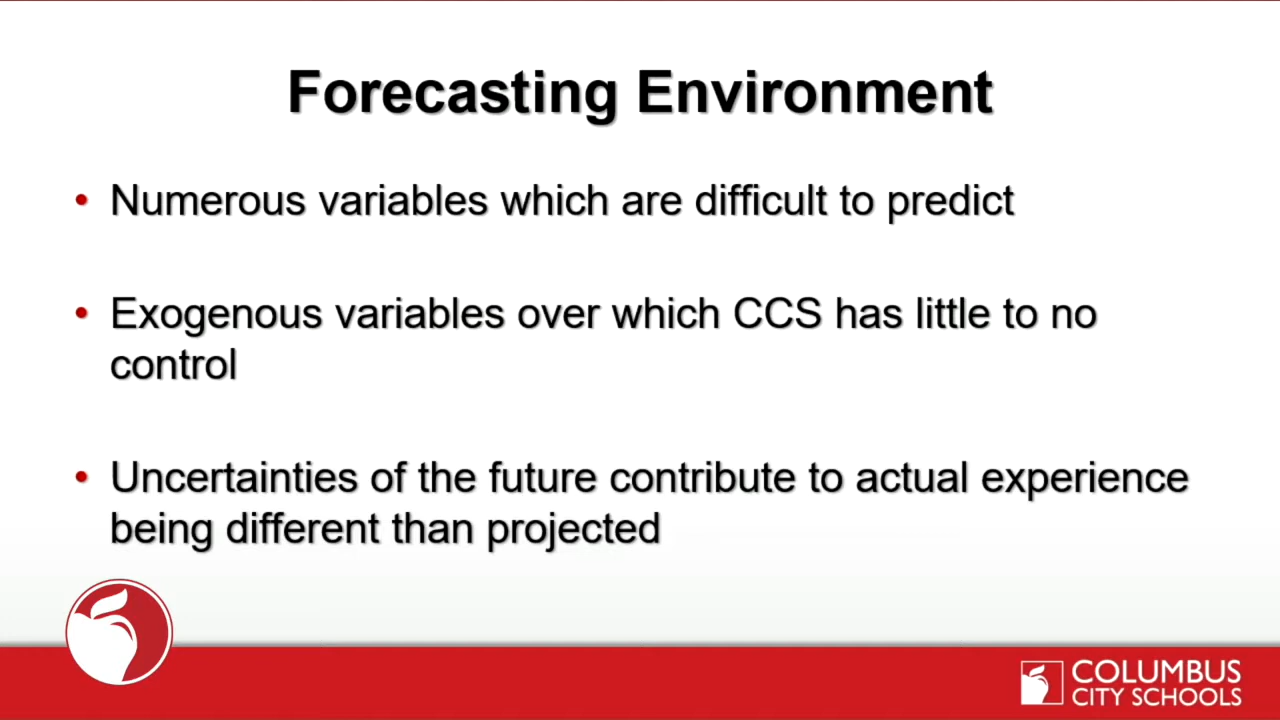 Forecasting Environment
• Numerous variables which are difficult to predict
• Exogenous variables over which CCS has little to no
control
• Uncertainties of the future contribute to actual experience
being different than projected
COLUMBUS
CITY SCHOOLS